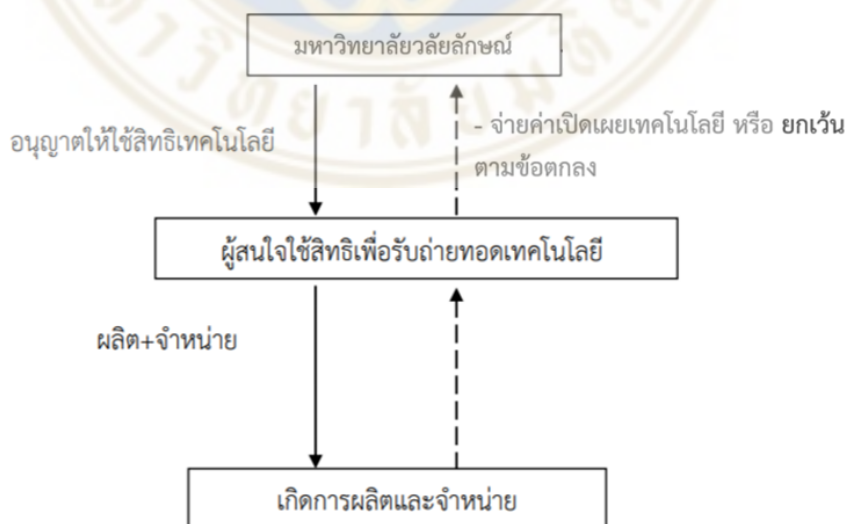 มหาวิทยาลัยวลัยลักษณ์
อนุญาตให้ใช้สิทธิเทคโนโลยี
- จ่ายค่าเปิดเผยเทคโนโลยี หรือ ยกเว้น
ตามข้อตกลง
ผู้สนใจใช้สิทธิเพื่อรับถ่ายทอดเทคโนโลยี
ผลิต+จำหน่าย
เกิดการผลิตและจำหน่าย